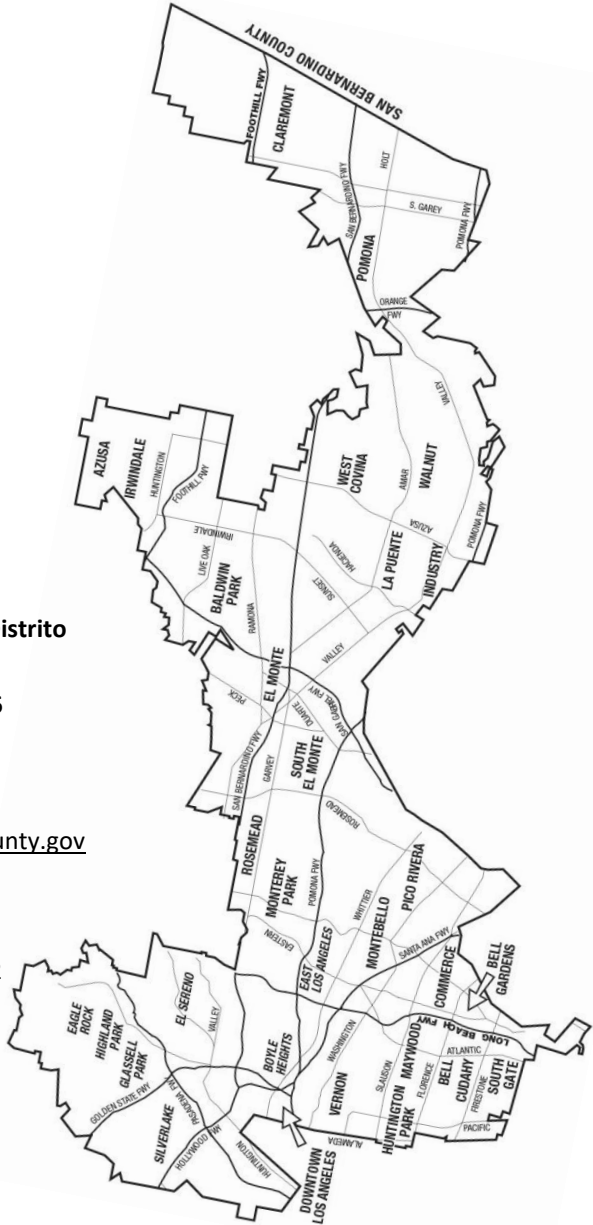 SAN BERNARDINO COUNTY
FOOTHILL FWY
CLAREMONT
SAN BERNARDINO FWY
HOLT
S. GAREY
POMONA FWY
POMONA
ORANGE
FWY
VALLEY
AZUSA
IRWINDALE
HUNTINGTON
FOOTHILL FWY
WEST
COVINA
AMAR
WALNUT
IRWINDALE
AZUSA
POMONA FWY
LIVE OAK
HACIENDA
LA PUENTE
BALDWIN
PARK
SUNSET
INDUSTRY
RAMONA
istrito
VALLEY
EL MONTE
PECK
DUARTE
SAN GABRIEL FWY
SAN BERNARDINO FWY
GARVEY
SOUTH
EL MONTE
ROSEMEAD
unty.gov
ROSEMEAD
MONTEREY
PARK
POMONA FWY
WHITTIER
PICO RIVERA
MONTEBELLO
EASTERN
EAST
LOS ANGELES
SANTA ANA FWY
COMMERCE
BELL
GARDENS
EAGLE
ROCK
HIGHLAND
PARK
GLASSELL
PARK
EL SERENO
VALLEY
BOYLE
HEIGHTS
WASHINGTON
LONG BEACH FWY
ATLANTIC
GOLDEN STATE FWY
PASADENA FWY
SILVERLAKE
HOLLYWOOD FWY
HUNTINGTON
VERNON
SLAUSON
MAYWOOD
FLORENCE
BELL
CUDAHY
FIRESTONE
SOUTH
GATE
HUNTINGTON
PARK
PACIFIC
ALAMEDA
DOWNTOWN
LOS ANGELES